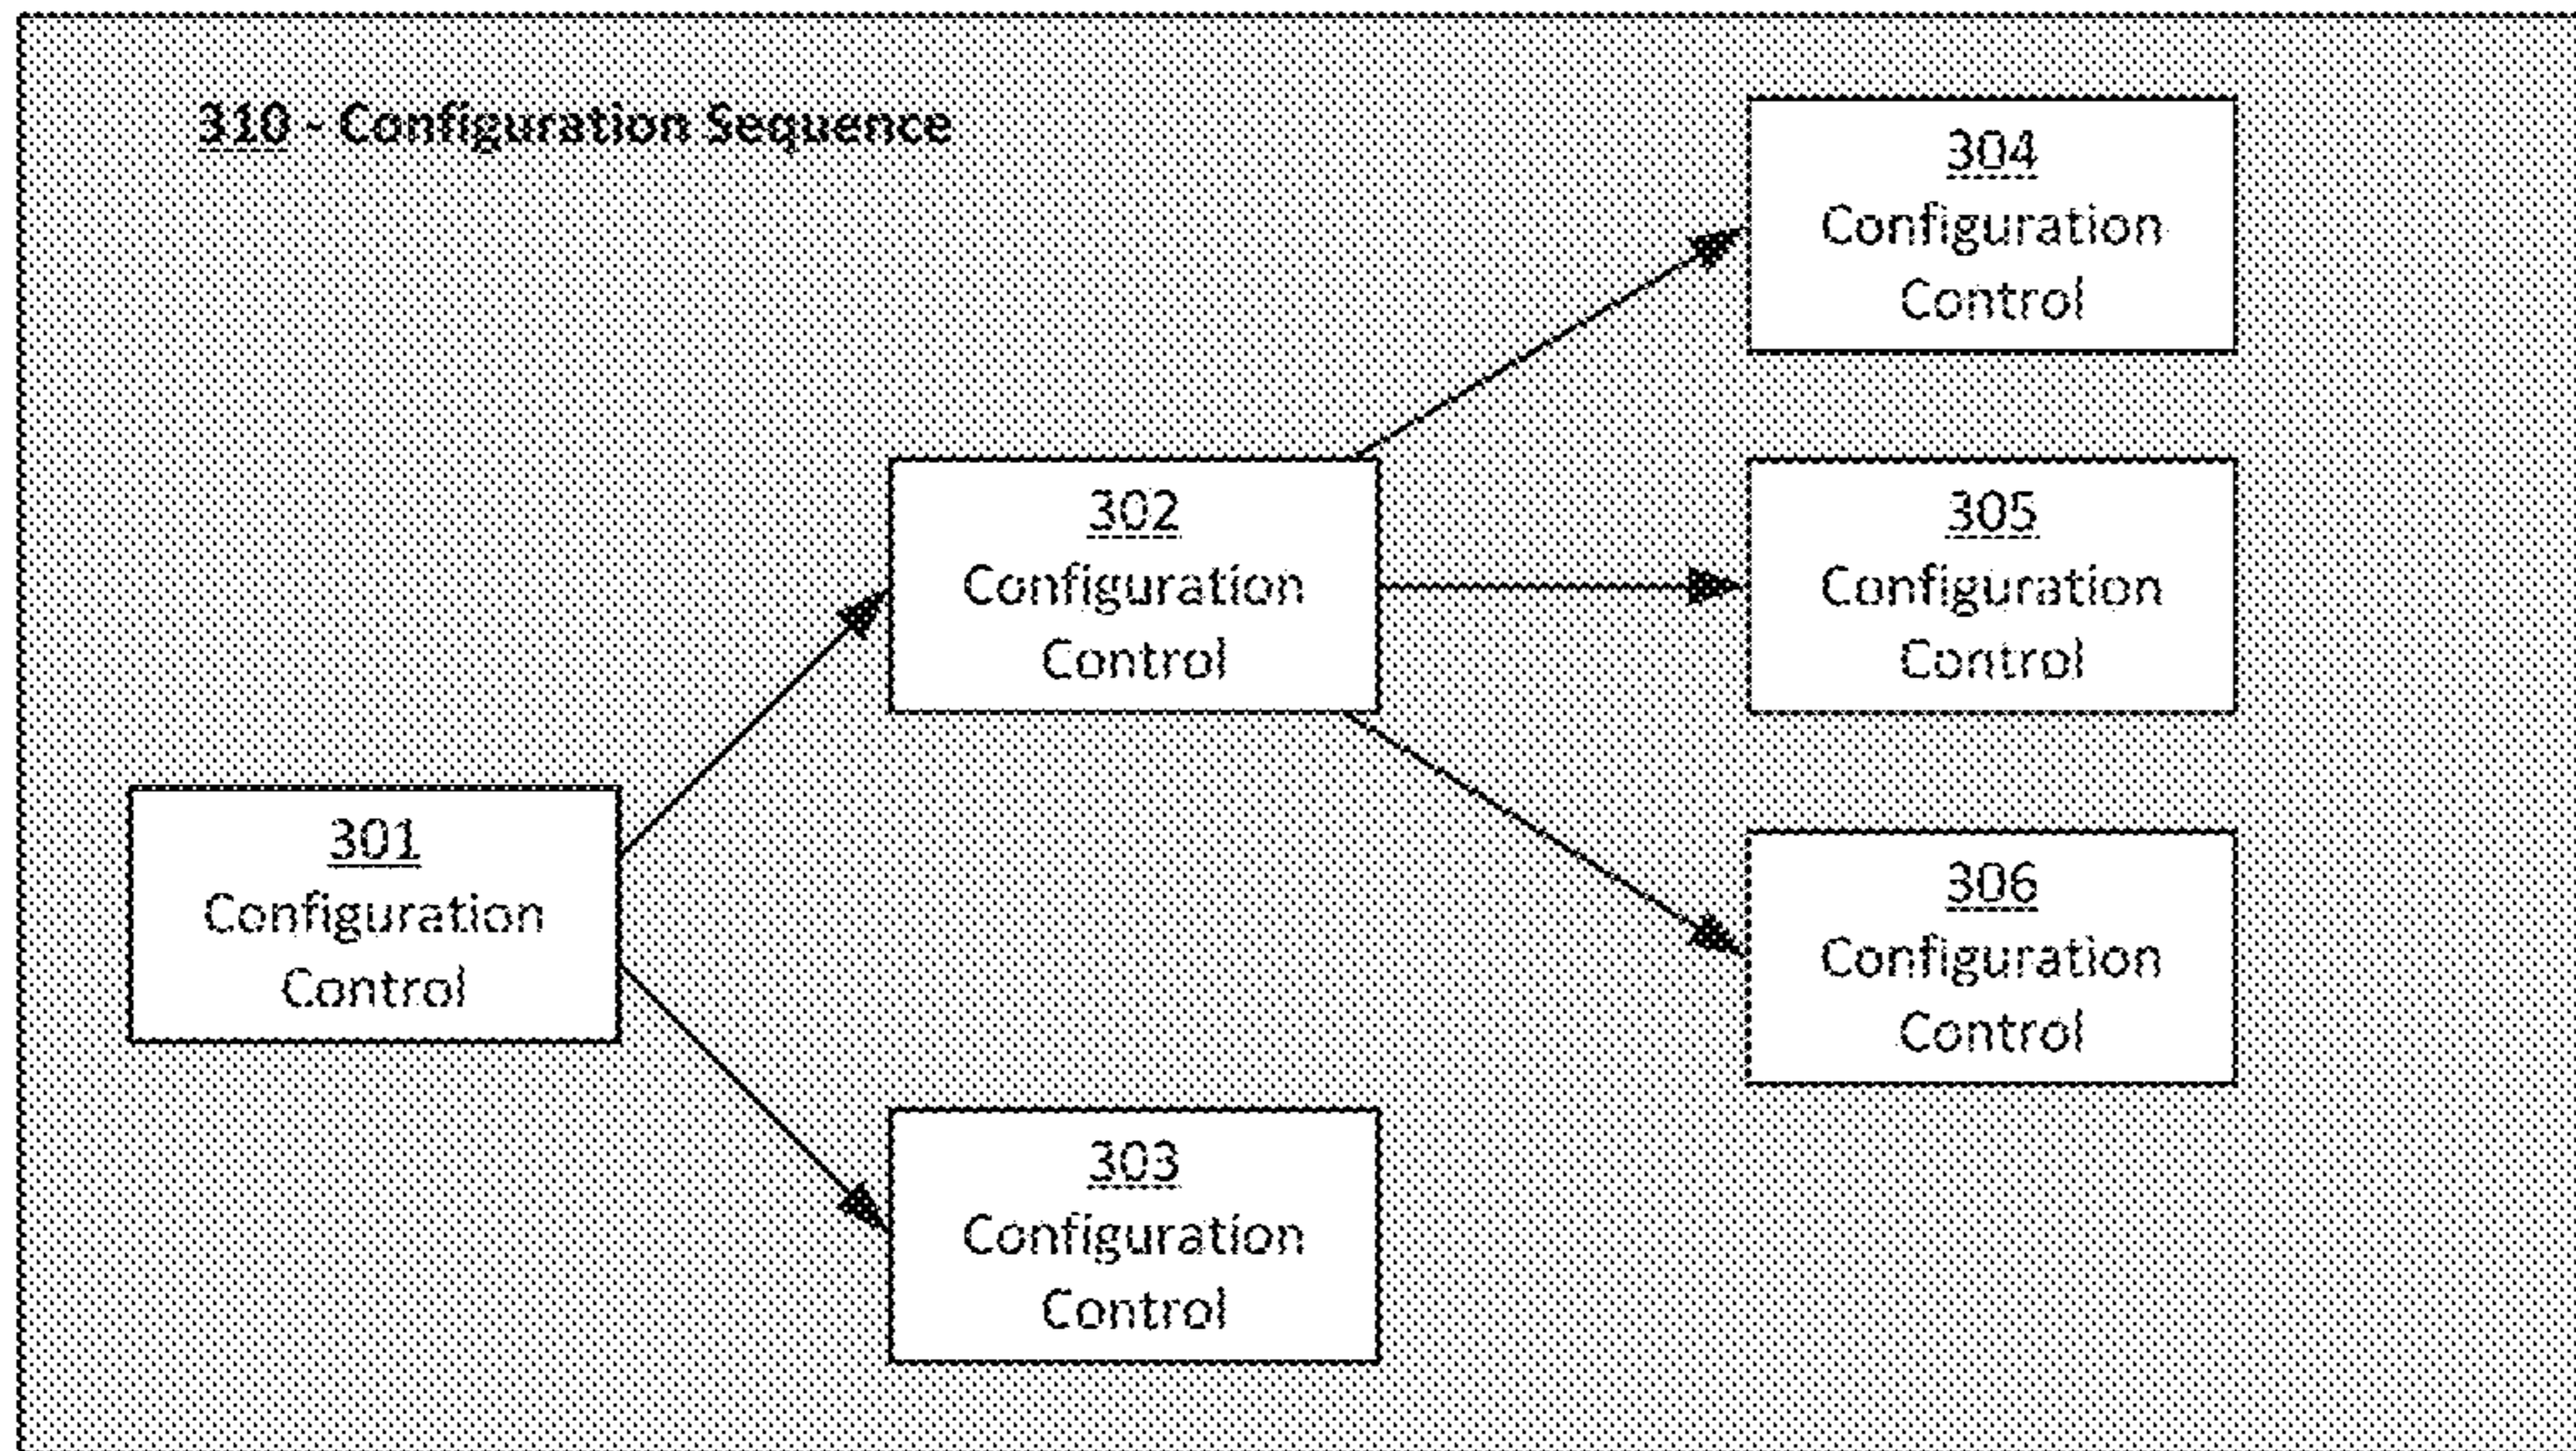 310 - Configuration Sequence
304
Configuration
Control
302
Configuration
Control
305
Configuration
Control
301
Configuration
Control
306
Configuration
Control
303
Configuration
Control